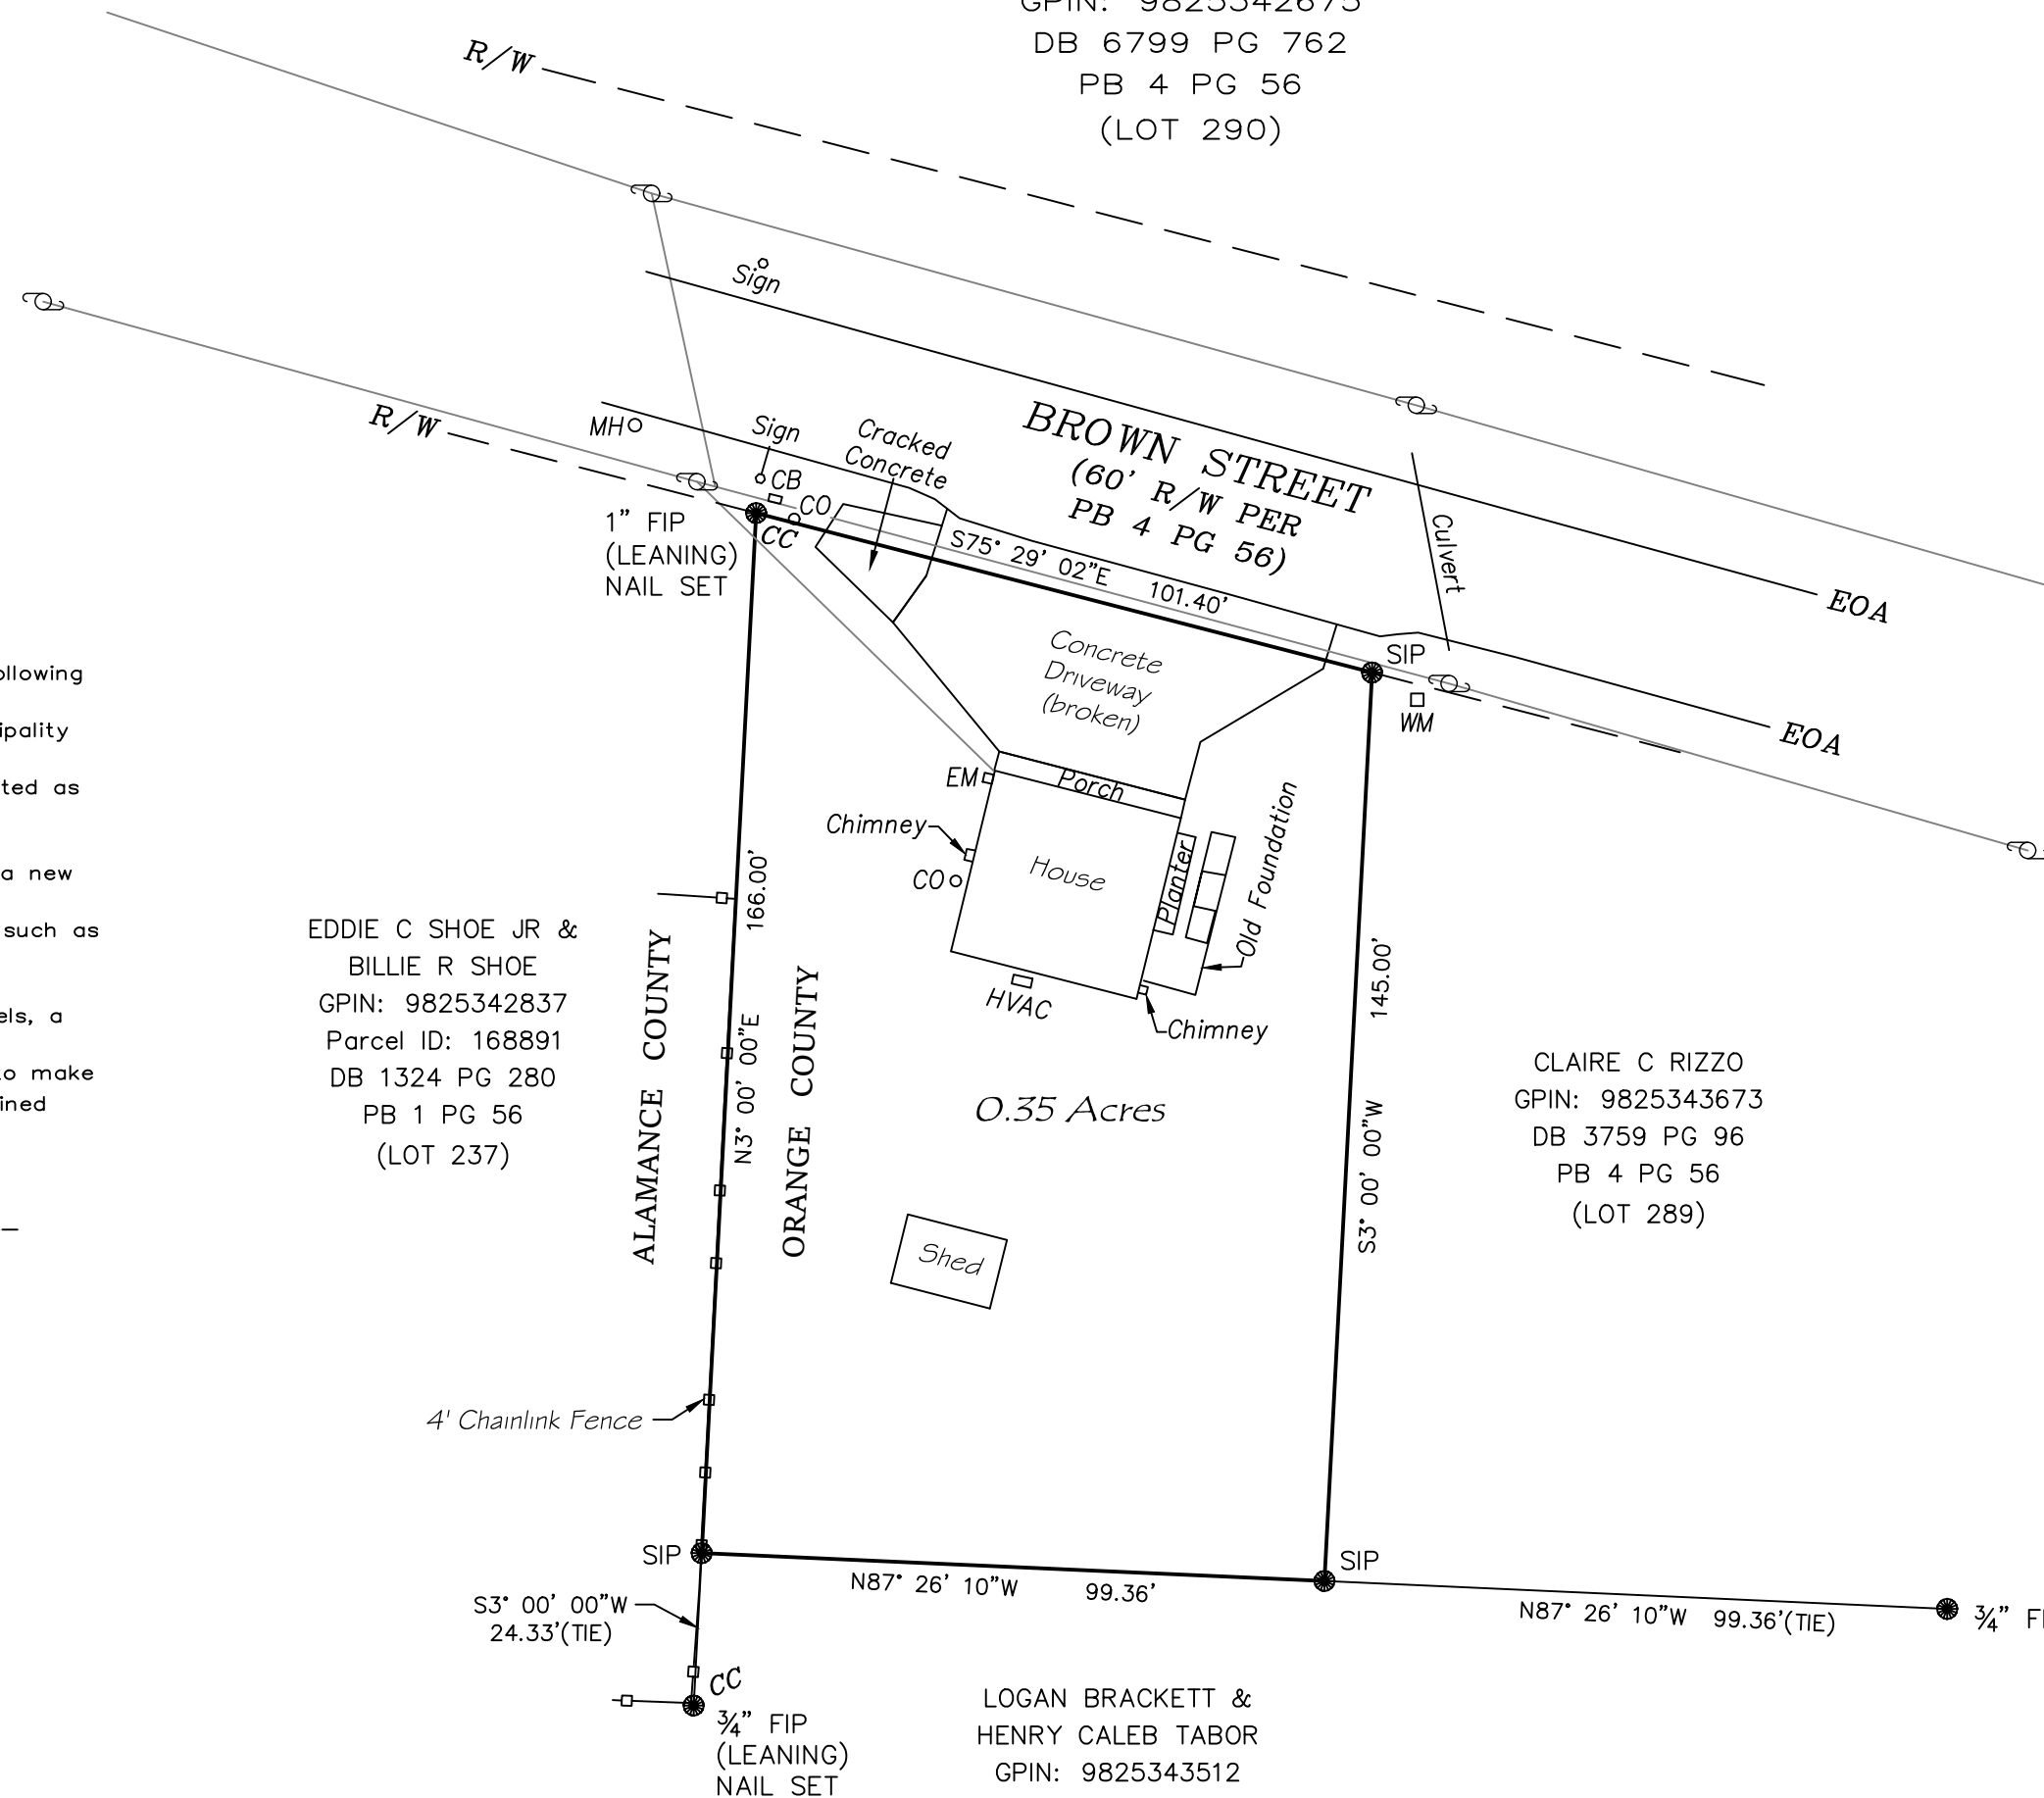 GPIN: 9825342675
DB 6799 PG 762
PB 4 PG 56
(LOT 290)
R/W
Sign
R/W
MH
Sign
CB
CO
CC
Cracked
Concrete
BROWN STREET
(60' R/W PER
PB 4 PG 56)
Culvert
EOA
EOA
1" FIP
(LEANING)
NAIL SET
S75° 29' 02"E 101.40'
SIP
WM
Concrete
Driveway
(broken)
EM
Porch
Chimney
CO
House
Planter
Old Foundation
HVAC
Chimney
ollowing
ipality
ted as
a new
such as
els, a
to make
ined
EDDIE C SHOE JR &
BILLIE R SHOE
GPIN: 9825342837
Parcel ID: 168891
DB 1324 PG 280
PB 1 PG 56
(LOT 237)
ALAMANCE COUNTY
N3° 00' 00"E 166.00'
ORANGE COUNTY
0.35 Acres
S3° 00' 00"W 145.00'
CLAIRE C RIZZO
GPIN: 9825343673
DB 3759 PG 96
PB 4 PG 56
(LOT 289)
Shed
4' Chainlink Fence
SIP
SIP
N87° 26' 10"W 99.36'
S3° 00' 00"W
24.33'(TIE)
N87° 26' 10"W 99.36'(TIE)
¾" F
CC
¾" FIP
(LEANING)
NAIL SET
LOGAN BRACKETT &
HENRY CALEB TABOR
GPIN: 9825343512